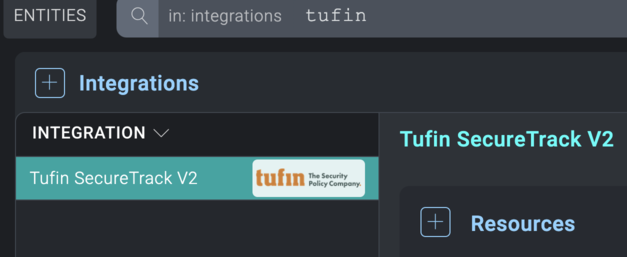 ENTITIES
in: integrations tufin
Integrations
INTEGRATION
Tufin SecureTrack V2
tufin The Security
Policy Company.
Tufin SecureTrack V2
Resources